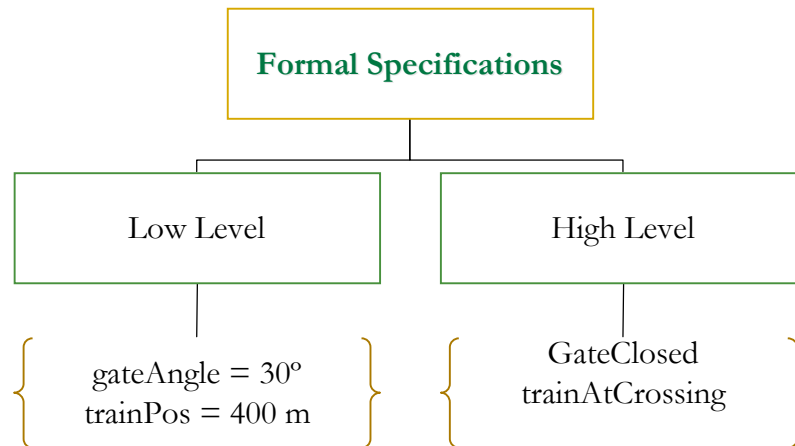 Formal Specifications
Low Level
High Level
gateAngle = 30º
trainPos = 400 m
GateClosed
trainAtCrossing